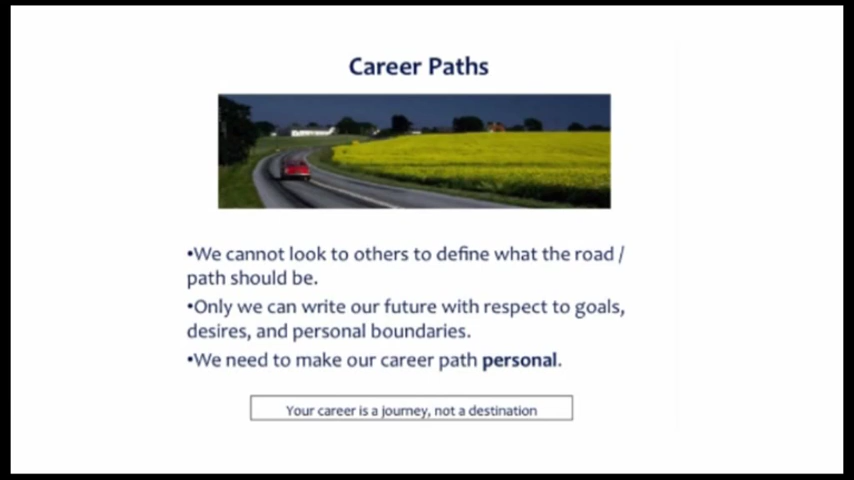 Career Paths
•We cannot look to others to define what the road /
path should be.
•Only we can write our future with respect to goals,
desires, and personal boundaries.
•We need to make our career path personal.
Your career is a journey, not a destination